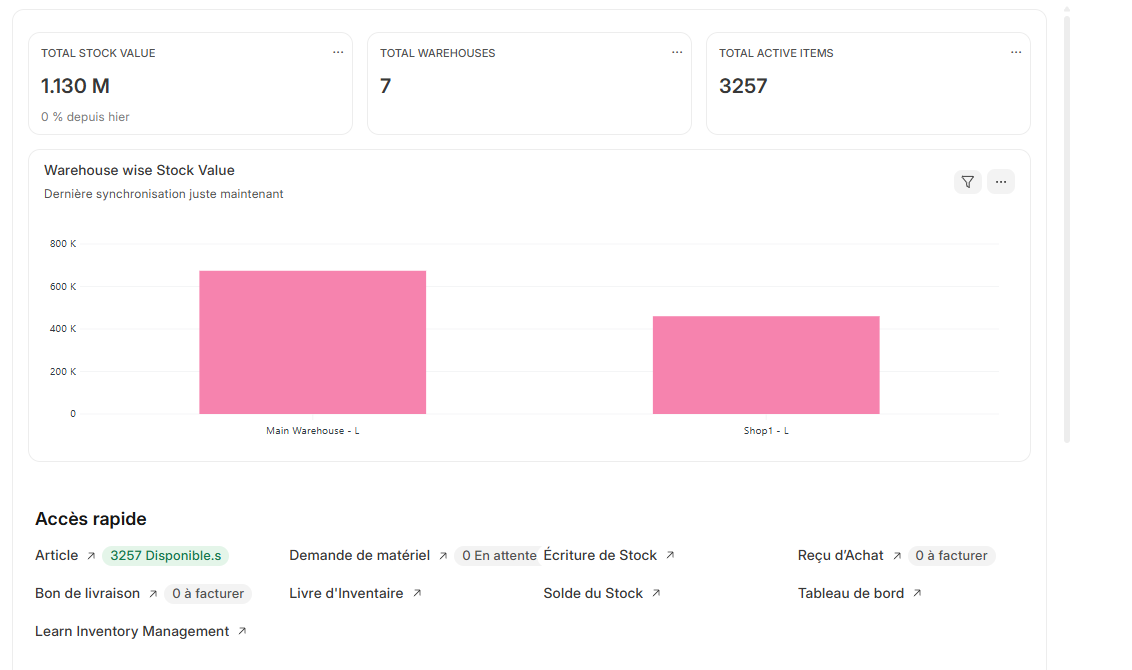 TOTAL STOCK VALUE
1.130 M
0 % depuis hier
TOTAL WAREHOUSES
7
TOTAL ACTIVE ITEMS
3257
Warehouse wise Stock Value
Dernière synchronisation juste maintenant
800 K
600 K
400 K
200 K
0
Main Warehouse - L
Shop1 - L
Accès rapide
Article 3257 Disponible.s
Demande de matériel 0 En attente
Écriture de Stock
Reçu d'Achat 0 à facturer
Bon de livraison 0 à facturer
Livre d'Inventaire
Solde du Stock
Tableau de bord
Learn Inventory Management